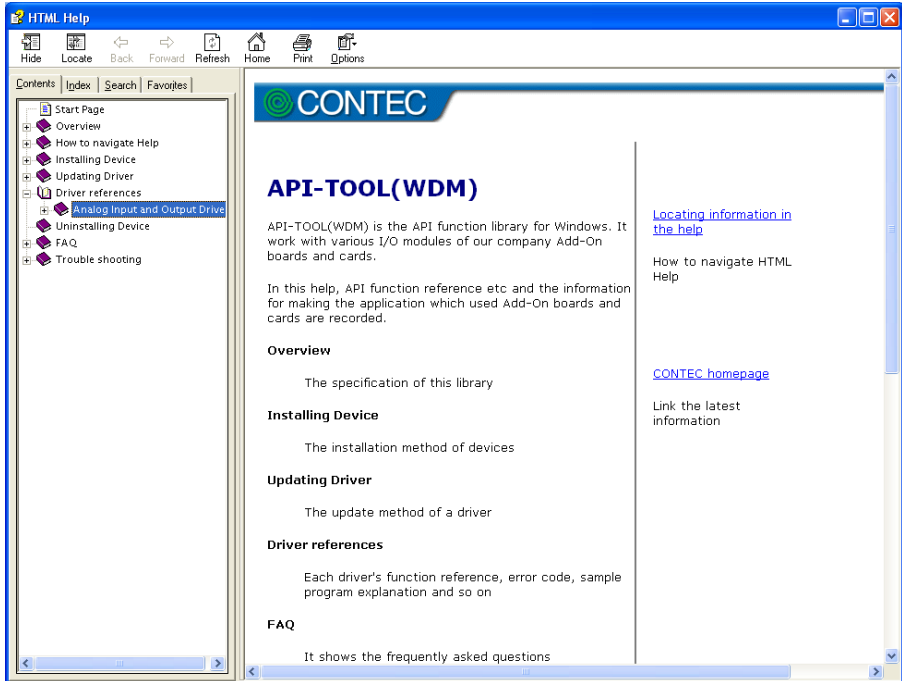 HTML Help
Hide Locate Back Forward Refresh Home Print Options
Contents Index Search Favorites
Start Page
Overview
How to navigate Help
Installing Device
Updating Driver
Driver references
Analog Input and Output Drive
Uninstalling Device
FAQ
Trouble shooting
CONTEC
API-TOOL(WDM)
API-TOOL(WDM) is the API function library for Windows. It
work with various I/O modules of our company Add-On
boards and cards.
In this help, API function reference etc and the information
for making the application which used Add-On boards and
cards are recorded.
Overview
The specification of this library
Installing Device
The installation method of devices
Updating Driver
The update method of a driver
Driver references
Each driver's function reference, error code, sample
program explanation and so on
FAQ
It shows the frequently asked questions
Locating information in
the help
How to navigate HTML
Help
CONTEC homepage
Link the latest
information